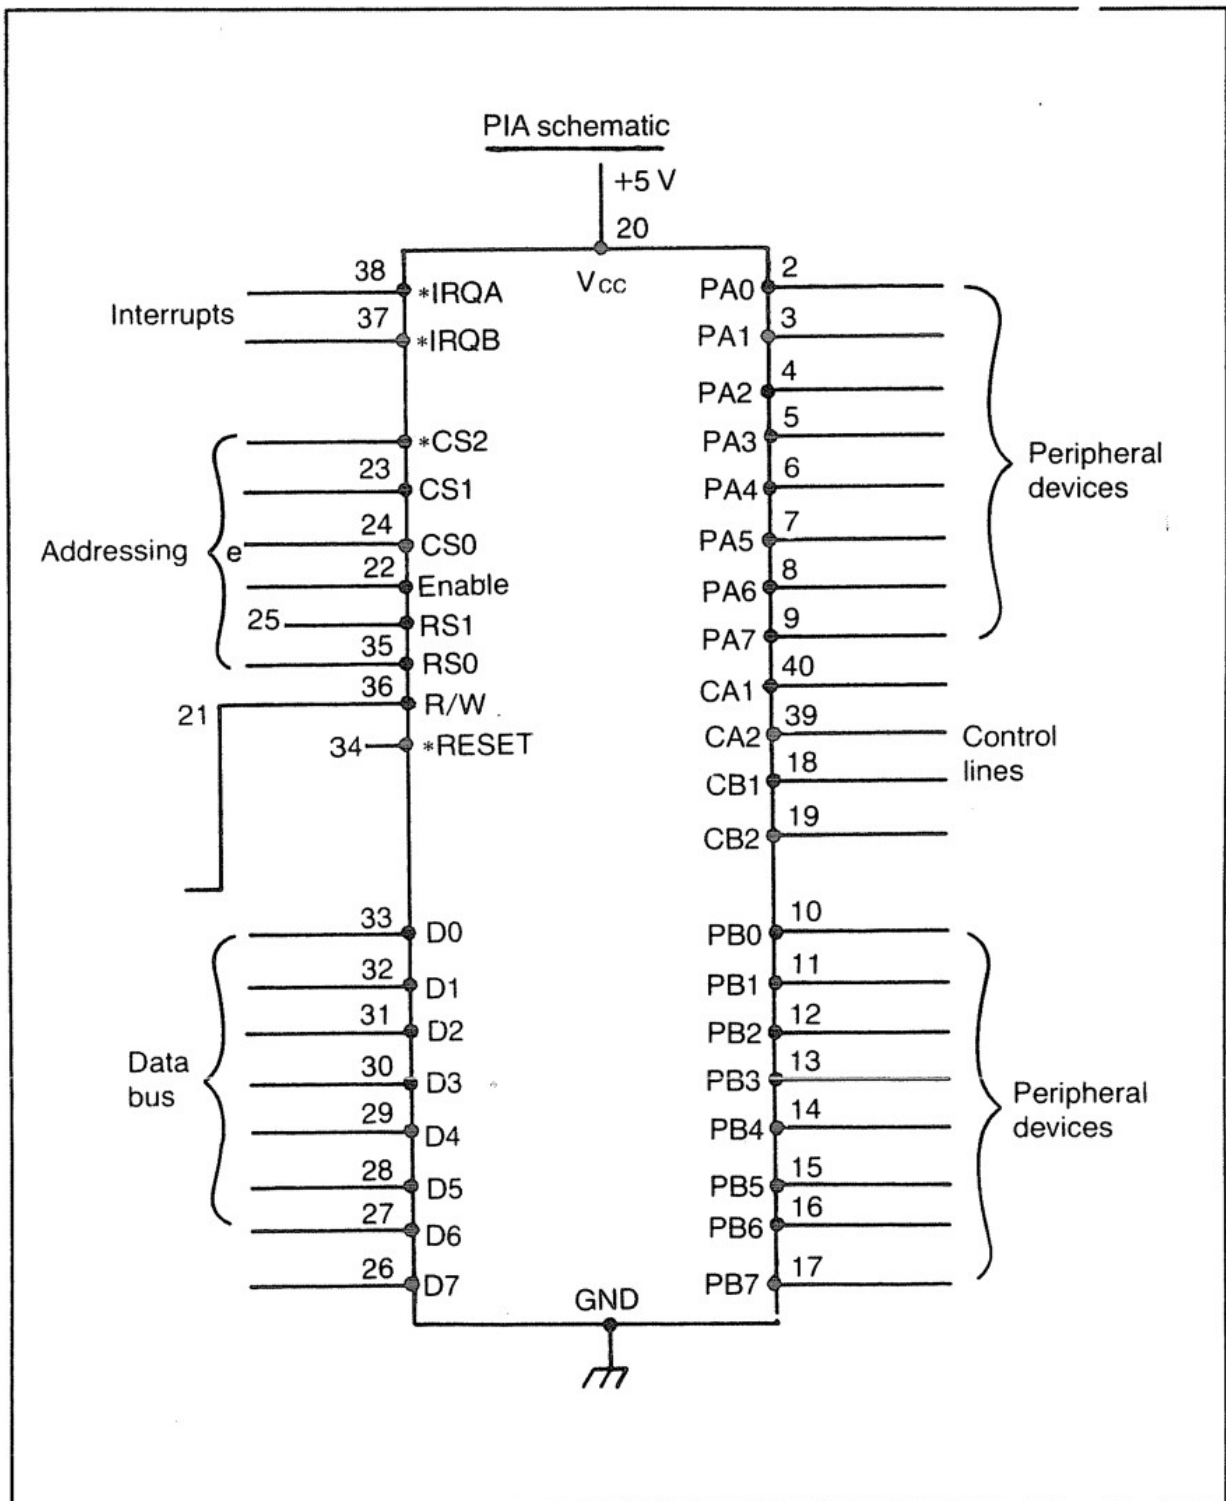 PIA schematic
+5 V
20
Vcc
38
*IRQA
Interrupts
37
*IRQB
*CS2
23
CS1
24
CS0
Addressing
e
22
Enable
25
RS1
35
RS0
36
R/W
21
34
*RESET
33
D0
32
D1
31
D2
30
D3
Data
bus
29
D4
28
D5
27
D6
26
D7
GND
PA0
2
PA1
3
PA2
4
PA3
5
PA4
6
PA5
7
PA6
8
PA7
9
Peripheral
devices
CA1
40
CA2
39
CB1
18
CB2
19
Control
lines
PB0
10
PB1
11
PB2
12
PB3
13
PB4
14
PB5
15
PB6
16
PB7
17
Peripheral
devices